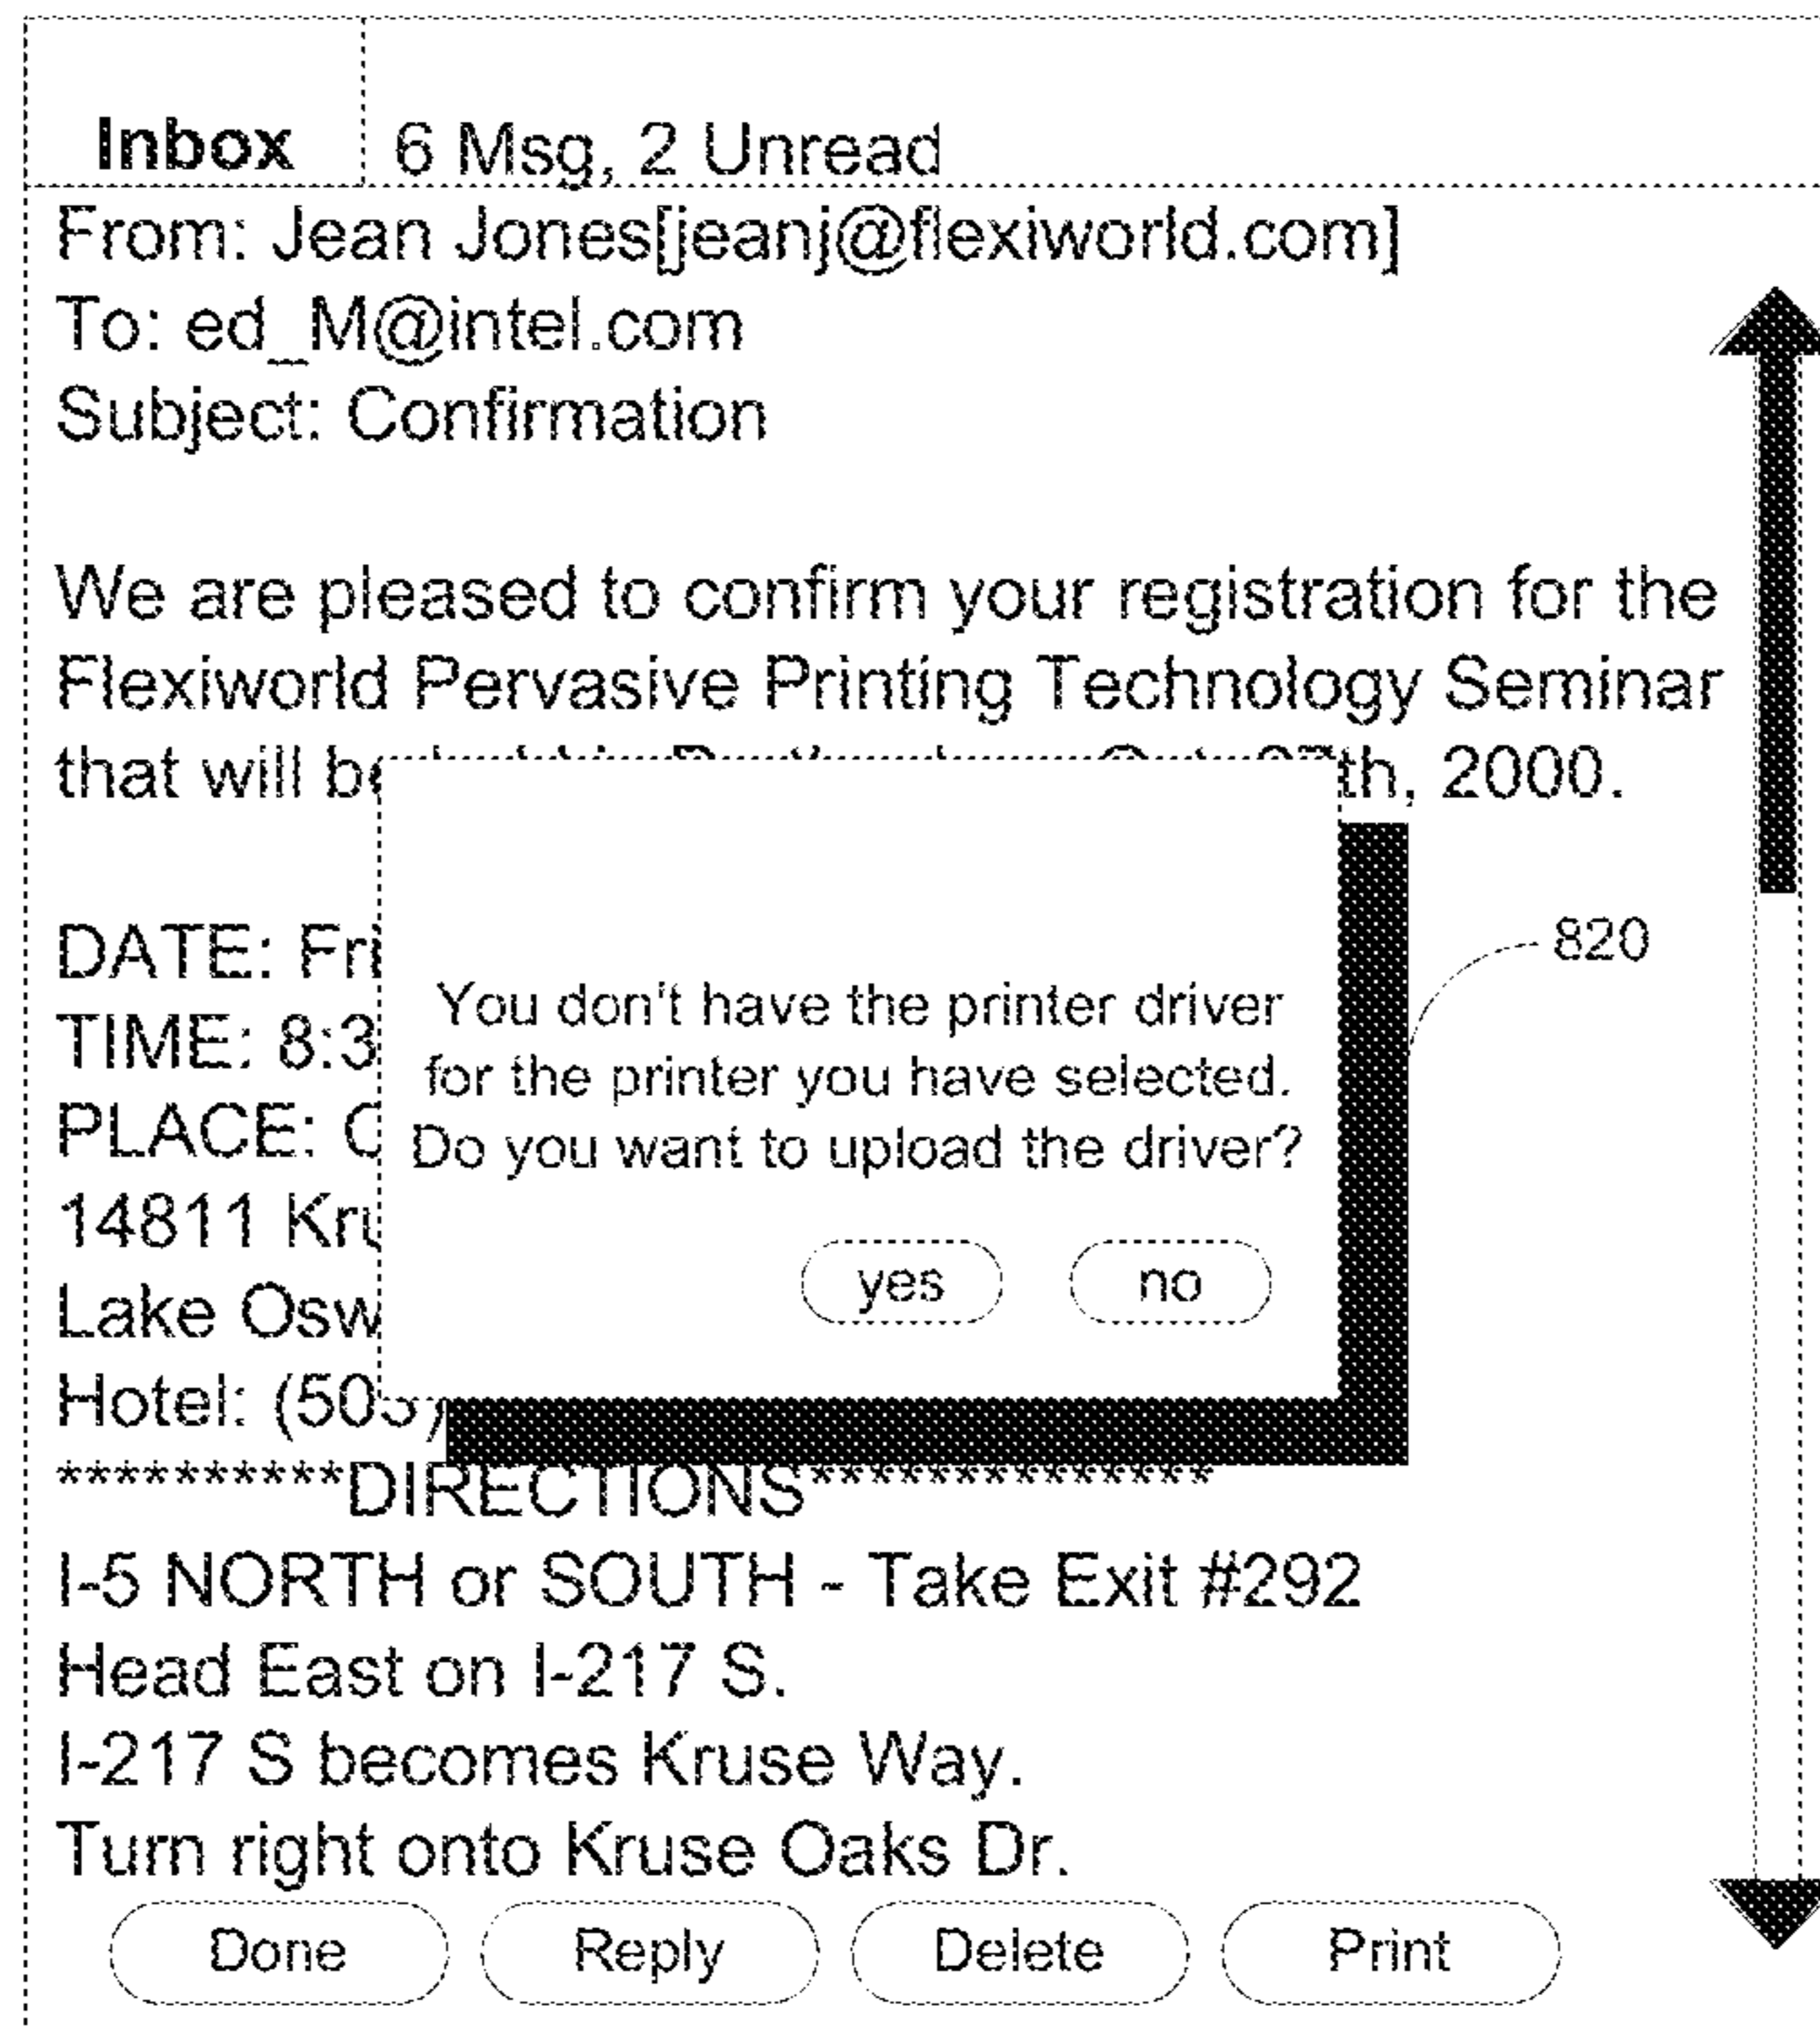 Inbox
6 Msg, 2 Unread
From: Jean Jones[jeanj@flexiworld.com]
To: ed_M@intel.com
Subject: Confirmation
We are pleased to confirm your registration for the
Flexiworld Pervasive Printing Technology Seminar
that will th, 2000.
DATE: Fri
TIME: 8:3
PLACE:
14811
Lake Osw
Hotel:
**********DIRECTIONS**************
I-5 NORTH or SOUTH - Take Exit #292
Head East on I-217 S.
I-217 S becomes Kruse Way.
Turn right onto Kruse Oaks Dr.
You don't have the printer driver
for the printer you have selected.
Do you want to upload the driver?
yes no
820
Done Reply Delete Print